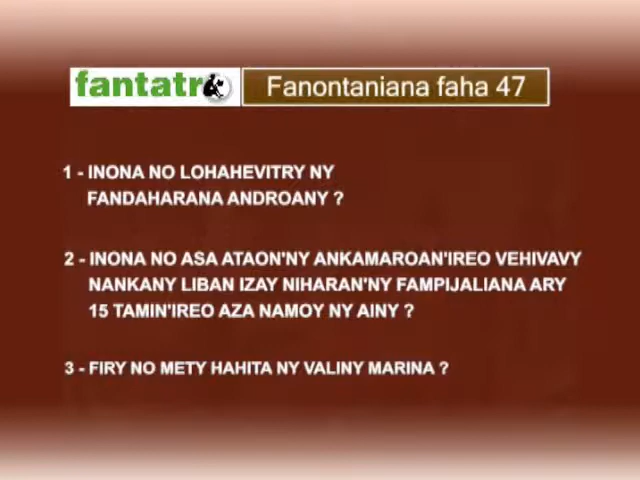 fantatro
Fanontaniana faha 47
1 - INONA NO LOHAHEVITRY NY
FANDAHARANA ANDROANY ?
2 - INONA NO ASA ATAON'NY ANKAMAROAN'IREO VEHIVAVY
NANKANY LIBAN IZAY NIHARAN'NY FAMPIJALIANA ARY
15 TAMIN'IREO AZA NAMOY NY AINY ?
3 - FIRY NO METY HAHITA NY VALINY MARINA ?